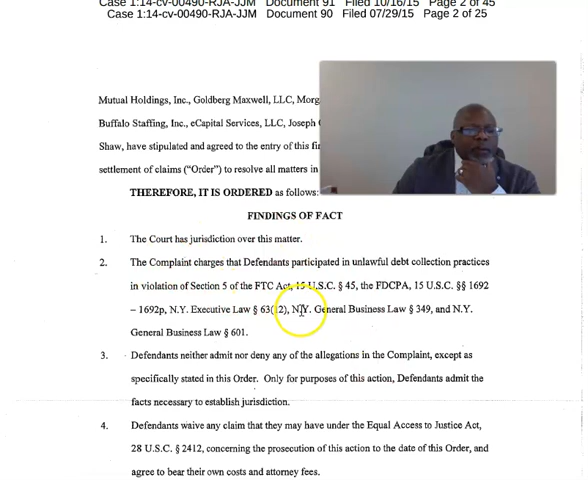 Case 1:14-cv-00490-RJA-JJM Document 91 Filed 10/16/15 Page 2 of 45
Case 1:14-cv-00490-RJA-JJM Document 90 Filed 07/29/15 Page 2 of 25
Mutual Holdings, Inc., Goldberg Maxwell, LLC, Morg
Buffalo Staffing, Inc., eCapital Services, LLC, Joseph
Shaw, have stipulated and agreed to the entry of this
settlement of claims ("Order") to resolve all matters in
THEREFORE, IT IS ORDERED as follows:
FINDINGS OF FACT
1. The Court has jurisdiction over this matter.
2. The Complaint charges that Defendants participated in unlawful debt collection practices
in violation of Section 5 of the FTC Act, 15 U.S.C. § 45, the FDCPA, 15 U.S.C. §§ 1692
– 1692p, N.Y. Executive Law § 63(12), N.Y. General Business Law § 349, and N.Y.
General Business Law § 601.
3. Defendants neither admit nor deny any of the allegations in the Complaint, except as
specifically stated in this Order. Only for purposes of this action, Defendants admit the
facts necessary to establish jurisdiction.
4. Defendants waive any claim that they may have under the Equal Access to Justice Act,
28 U.S.C. § 2412, concerning the prosecution of this action to the date of this Order, and
agree to bear their own costs and attorney fees.